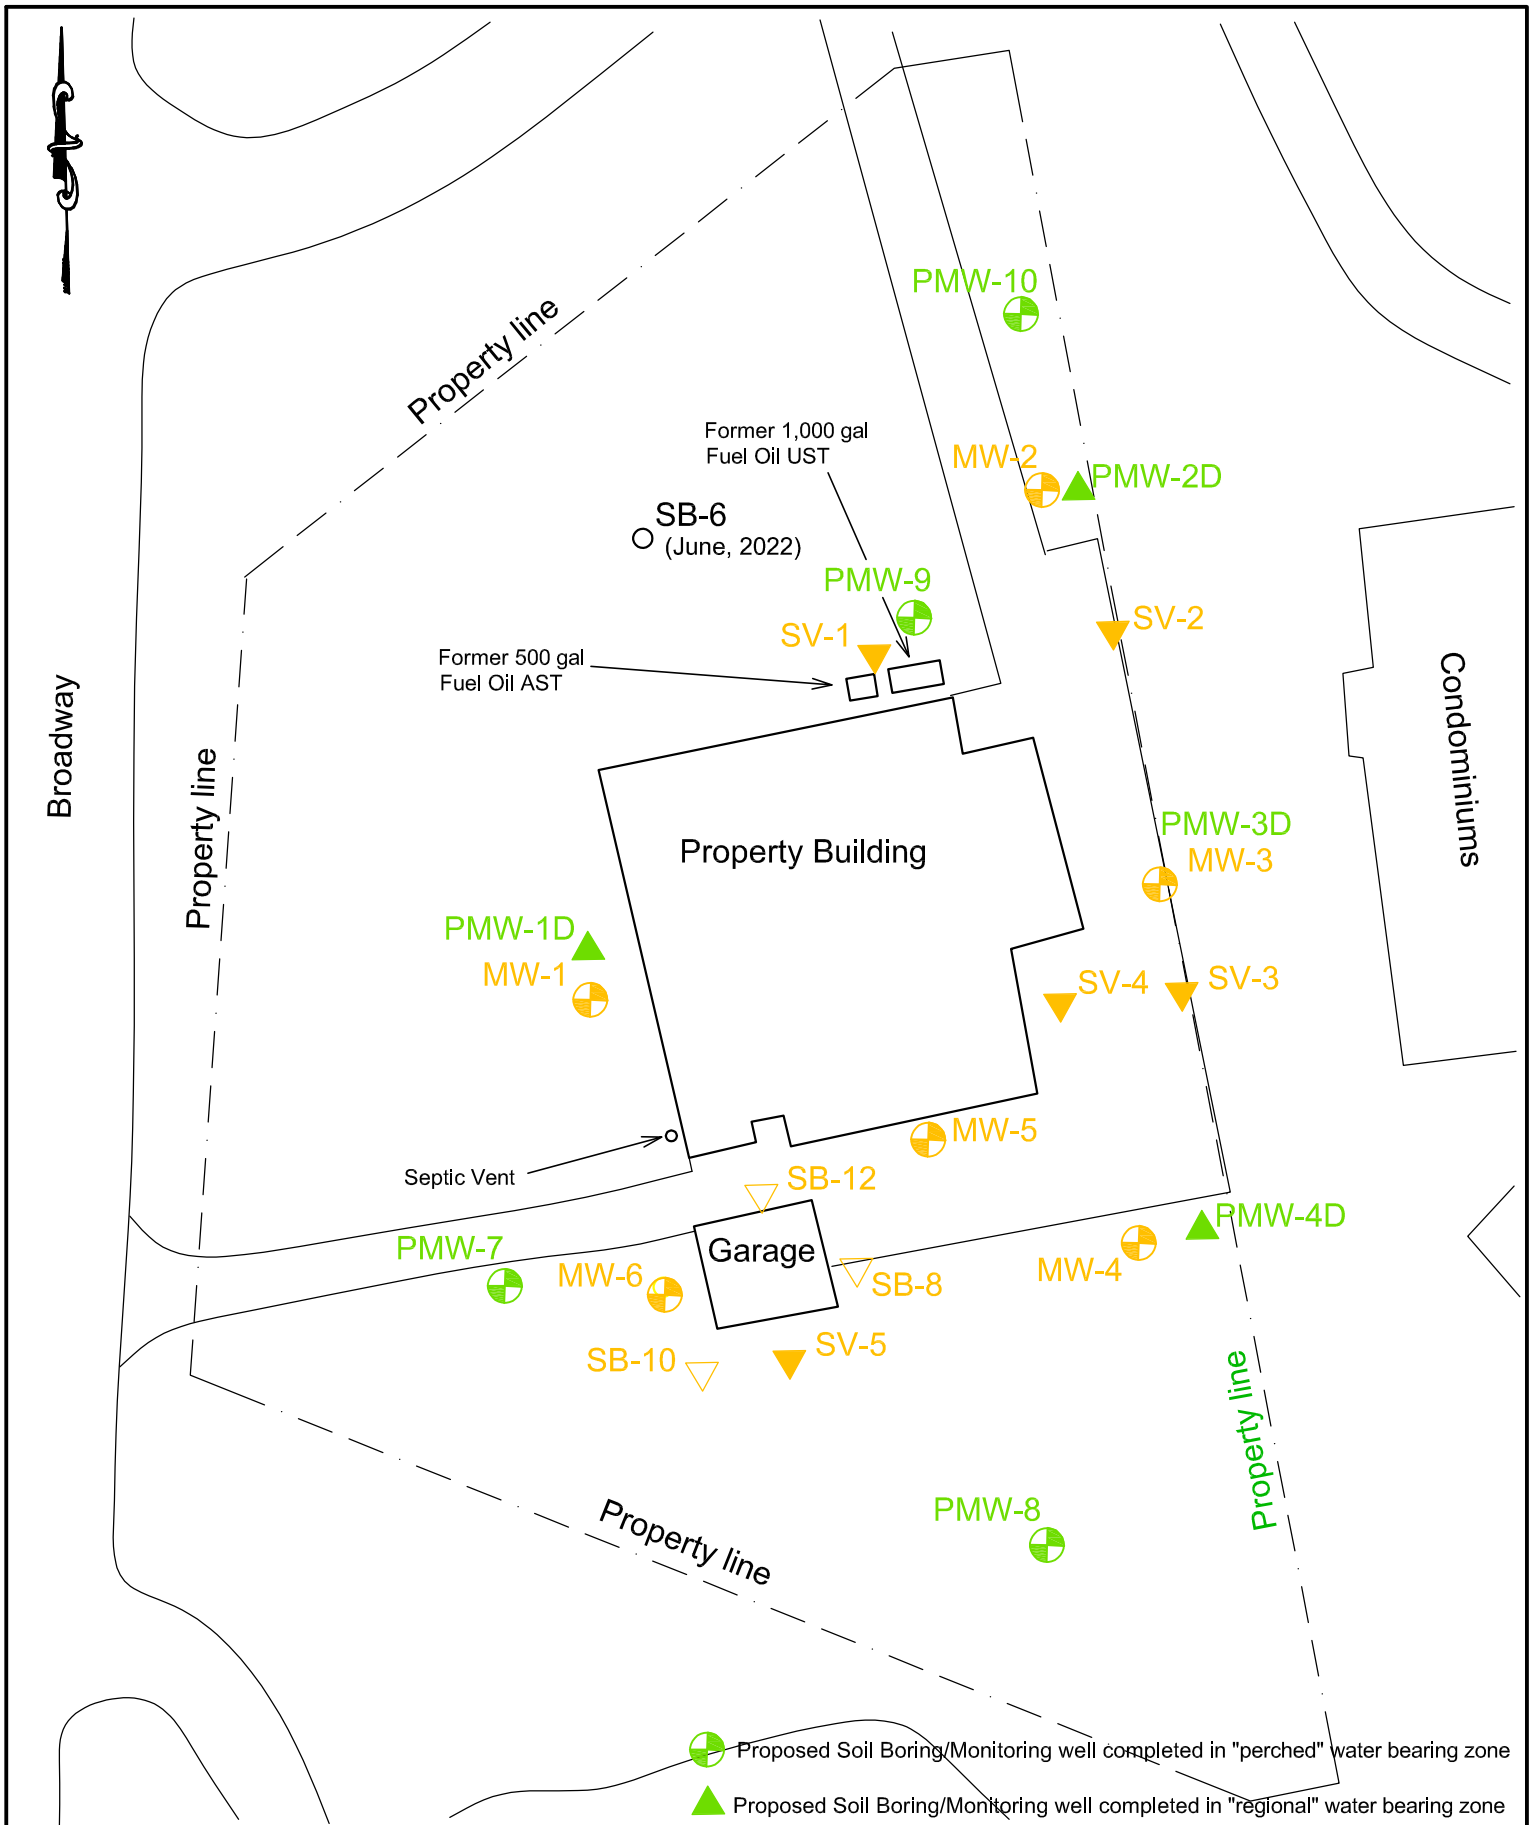 PMW-10
Property line
Former 1,000 gal
Fuel Oil UST
MW-2
PMW-2D
SB-6
(June, 2022)
PMW-9
SV-2
SV-1
Former 500 gal
Fuel Oil AST
Condominiums
Broadway
Property line
PMW-3D
Property Building
MW-3
PMW-1D
MW-1
SV-4
SV-3
MW-5
Septic Vent
SB-12
PMW-4D
PMW-7
Garage
MW-6
SB-8
MW-4
SV-5
SB-10
Property line
PMW-8
Property line
Proposed Soil Boring/Monitoring well completed in "perched" water bearing zone
Proposed Soil Boring/Monitoring well completed in "regional" water bearing zone